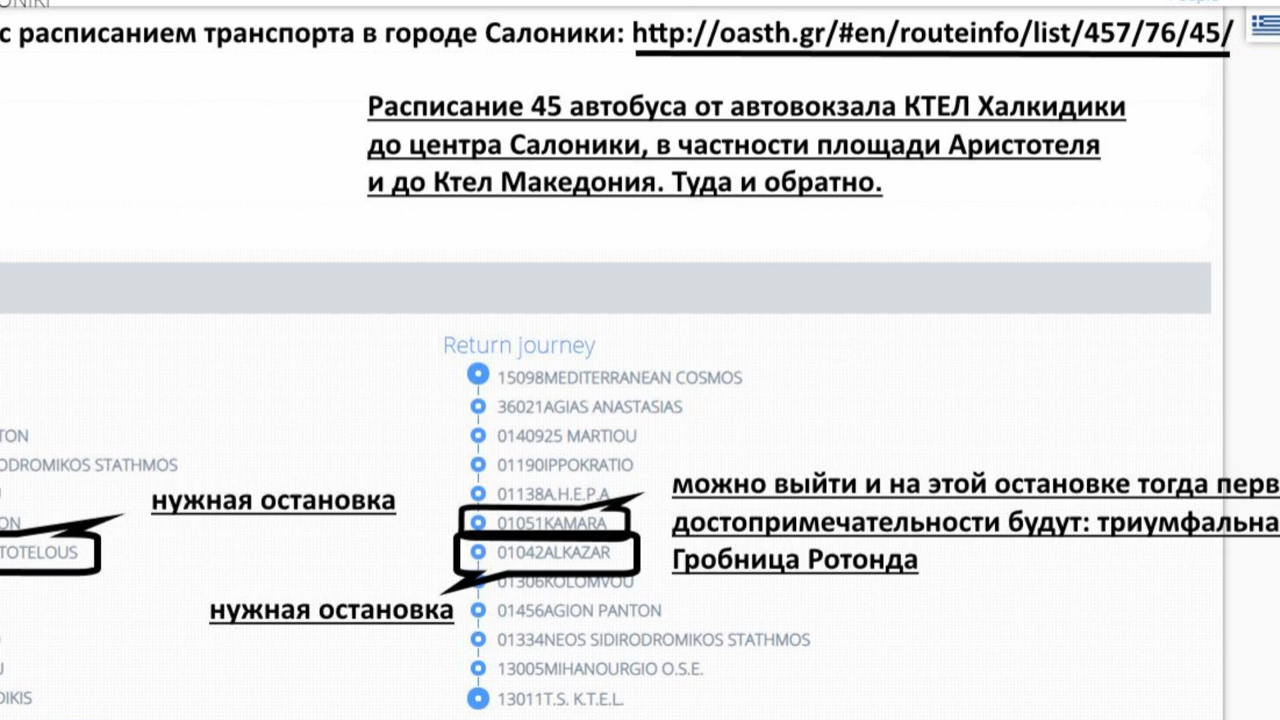 с расписанием транспорта в городе Салоники: http://oasth.gr/#en/routeinfo/list/457/76/45/
Расписание 45 автобуса от автовокзала КТЕЛ Халкидики
до центра Салоники, в частности площади Аристотеля
и до Ктел Македония. Туда и обратно.
Return journey
15098MEDITERRANEAN COSMOS
36021AGIAS ANASTASIAS
TON
0140925 MARTIOU
ODROMIKOS STATHMOS
01190IPPOKRATIO
01138A.H.E.P.A.
можно выйти и на этой остановке тогда перв
нужная остановка
ON
01051KAMARA
достопримечательности будут: триумфальна
TOTELOUS
01042ALKAZAR
Гробница Ротонда
01306KOLOMVOU
нужная остановка
01456AGION PANTON
01334NEOS SIDIRODROMIKOS STATHMOS
13005MIHANOURGIO O.S.E.
DIKIS
13011T.S. K.T.E.L.